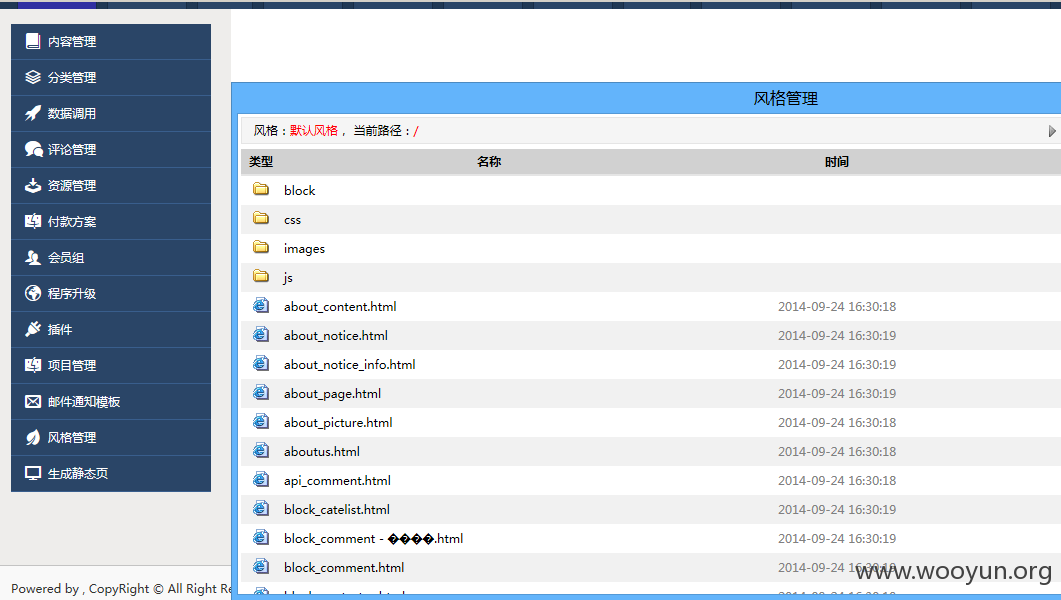 内容管理
分类管理
数据调用
评论管理
资源管理
付款方案
会员组
程序升级
插件
项目管理
邮件通知模板
风格管理
生成静态页
Powered by , CopyRight © All Right Re
风格管理
风格：默认风格， 当前路径：/
类型 名称 时间
block
css
images
js
about_content.html 2014-09-24 16:30:18
about_notice.html 2014-09-24 16:30:19
about_notice_info.html 2014-09-24 16:30:19
about_page.html 2014-09-24 16:30:19
about_picture.html 2014-09-24 16:30:18
aboutus.html 2014-09-24 16:30:18
api_comment.html 2014-09-24 16:30:18
block_catelist.html 2014-09-24 16:30:19
block_comment - ����.html 2014-09-24 16:30:19
block_comment.html 2014-09-24 16:30:19
www.wooyun.org